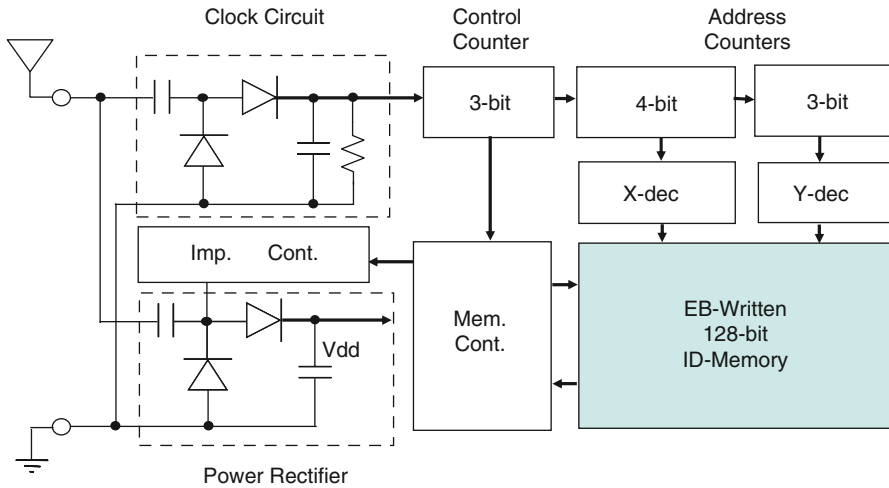 Clock Circuit
Control
Counter
Address
Counters
3-bit
4-bit
3-bit
X-dec
Y-dec
Imp. Cont.
Mem.
Cont.
EB-Written
128-bit
ID-Memory
Vdd
Power Rectifier